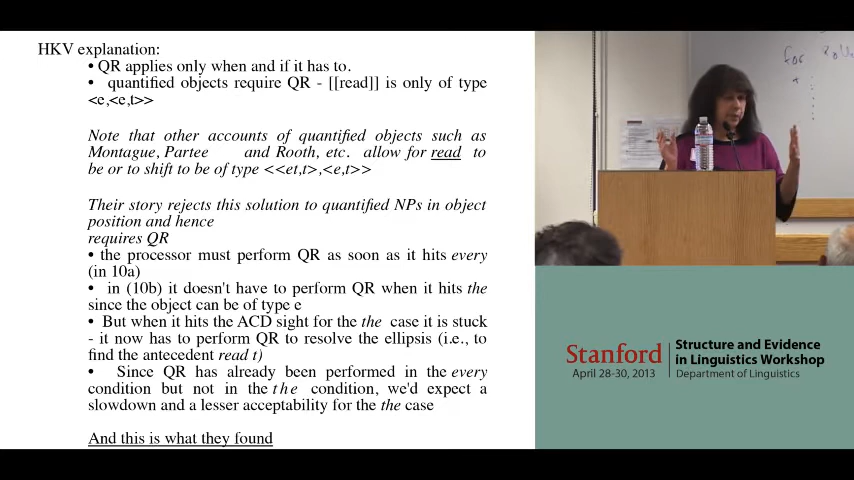 HKV explanation:
• QR applies only when and if it has to.
• quantified objects require QR - [[read]] is only of type
<e,<e,t>>
Note that other accounts of quantified objects such as
Montague, Partee and Rooth, etc. allow for read to
be or to shift to be of type <<et,t>,<e,t>>
Their story rejects this solution to quantified NPs in object
position and hence
requires QR
• the processor must perform QR as soon as it hits every
(in 10a)
• in (10b) it doesn't have to perform QR when it hits the
since the object can be of type e
• But when it hits the ACD sight for the the case it is stuck
- it now has to perform QR to resolve the ellipsis (i.e., to
find the antecedent read t)
• Since QR has already been performed in the every
condition but not in the the condition, we'd expect a
slowdown and a lesser acceptability for the the case
And this is what they found
for
Stanford
April 28-30, 2013
Structure and Evidence
in Linguistics Workshop
Department of Linguistics